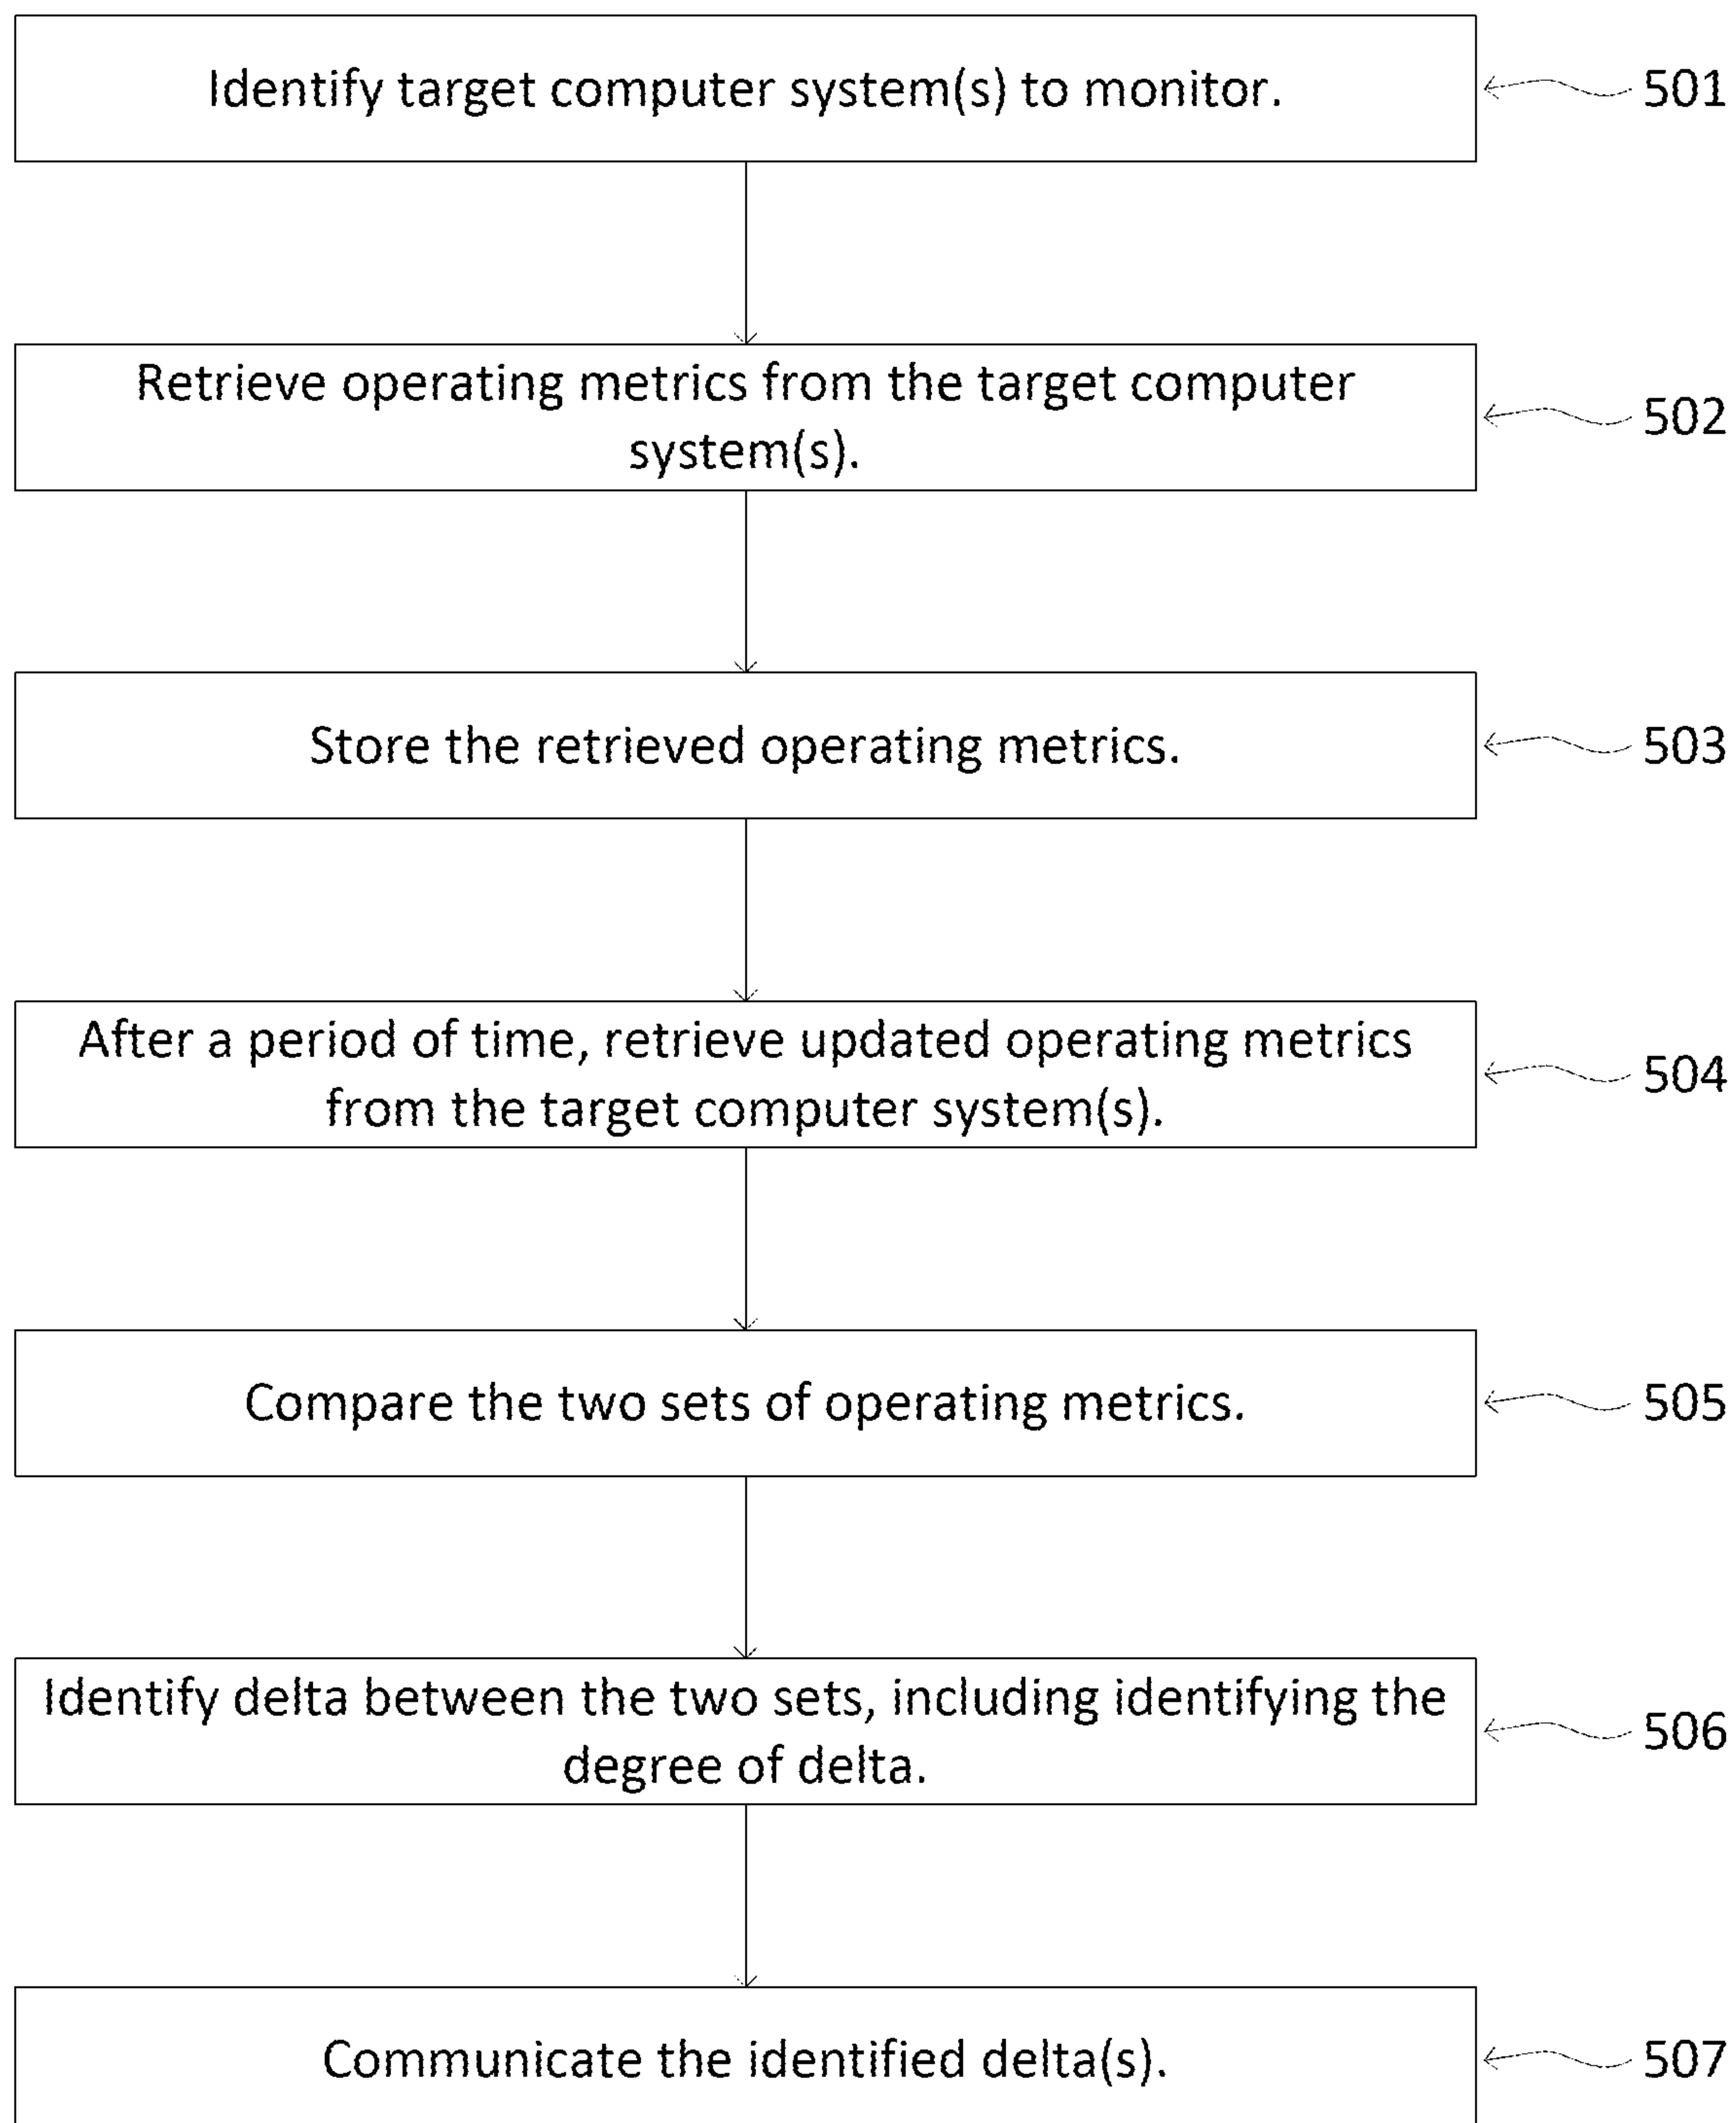 Identify target computer system(s) to monitor.
501
Retrieve operating metrics from the target computer
system(s).
502
Store the retrieved operating metrics.
503
After a period of time, retrieve updated operating metrics
from the target computer system(s).
504
Compare the two sets of operating metrics.
505
Identify delta between the two sets, including identifying the
degree of delta.
506
Communicate the identified delta(s).
507